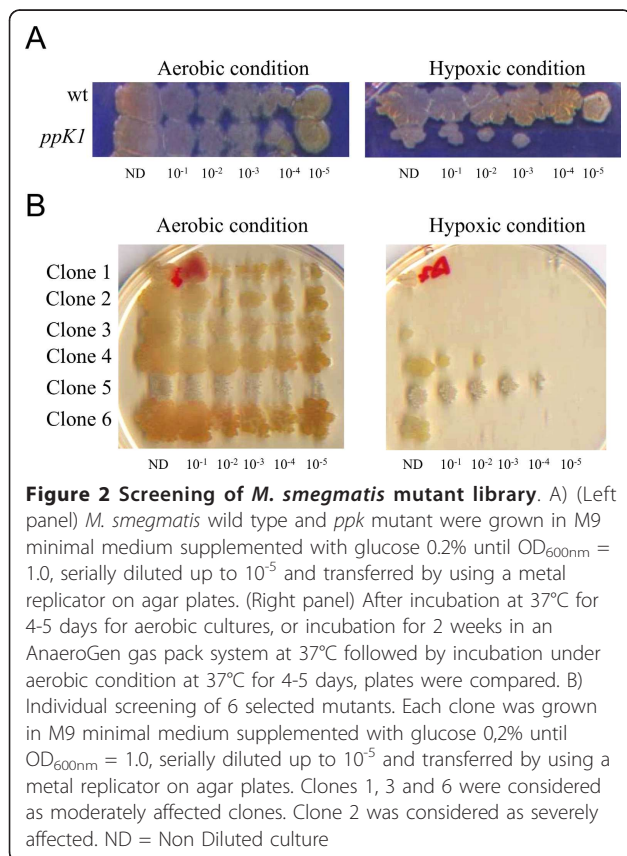 A
Aerobic condition
Hypoxic condition
wt
ppK1
ND 10-1 10-2 10-3 10-4 10-5
ND 10-1 10-2 10-3 10-4 10-5
B
Aerobic condition
Hypoxic condition
Clone 1
Clone 2
Clone 3
Clone 4
Clone 5
Clone 6
ND 10-1 10-2 10-3 10-4 10-5
ND 10-1 10-2 10-3 10-4 10-5
Figure 2 Screening of M. smegmatis mutant library. A) (Left
panel) M. smegmatis wild type and ppk mutant were grown in M9
minimal medium supplemented with glucose 0.2% until OD600nm =
1.0, serially diluted up to 10-5 and transferred by using a metal
replicator on agar plates. (Right panel) After incubation at 37°C for
4-5 days for aerobic cultures, or incubation for 2 weeks in an
AnaeroGen gas pack system at 37°C followed by incubation under
aerobic condition at 37°C for 4-5 days, plates were compared. B)
Individual screening of 6 selected mutants. Each clone was grown
in M9 minimal medium supplemented with glucose 0,2% until
OD600nm = 1.0, serially diluted up to 10-5 and transferred by using a
metal replicator on agar plates. Clones 1, 3 and 6 were considered
as moderately affected clones. Clone 2 was considered as severely
affected. ND = Non Diluted culture